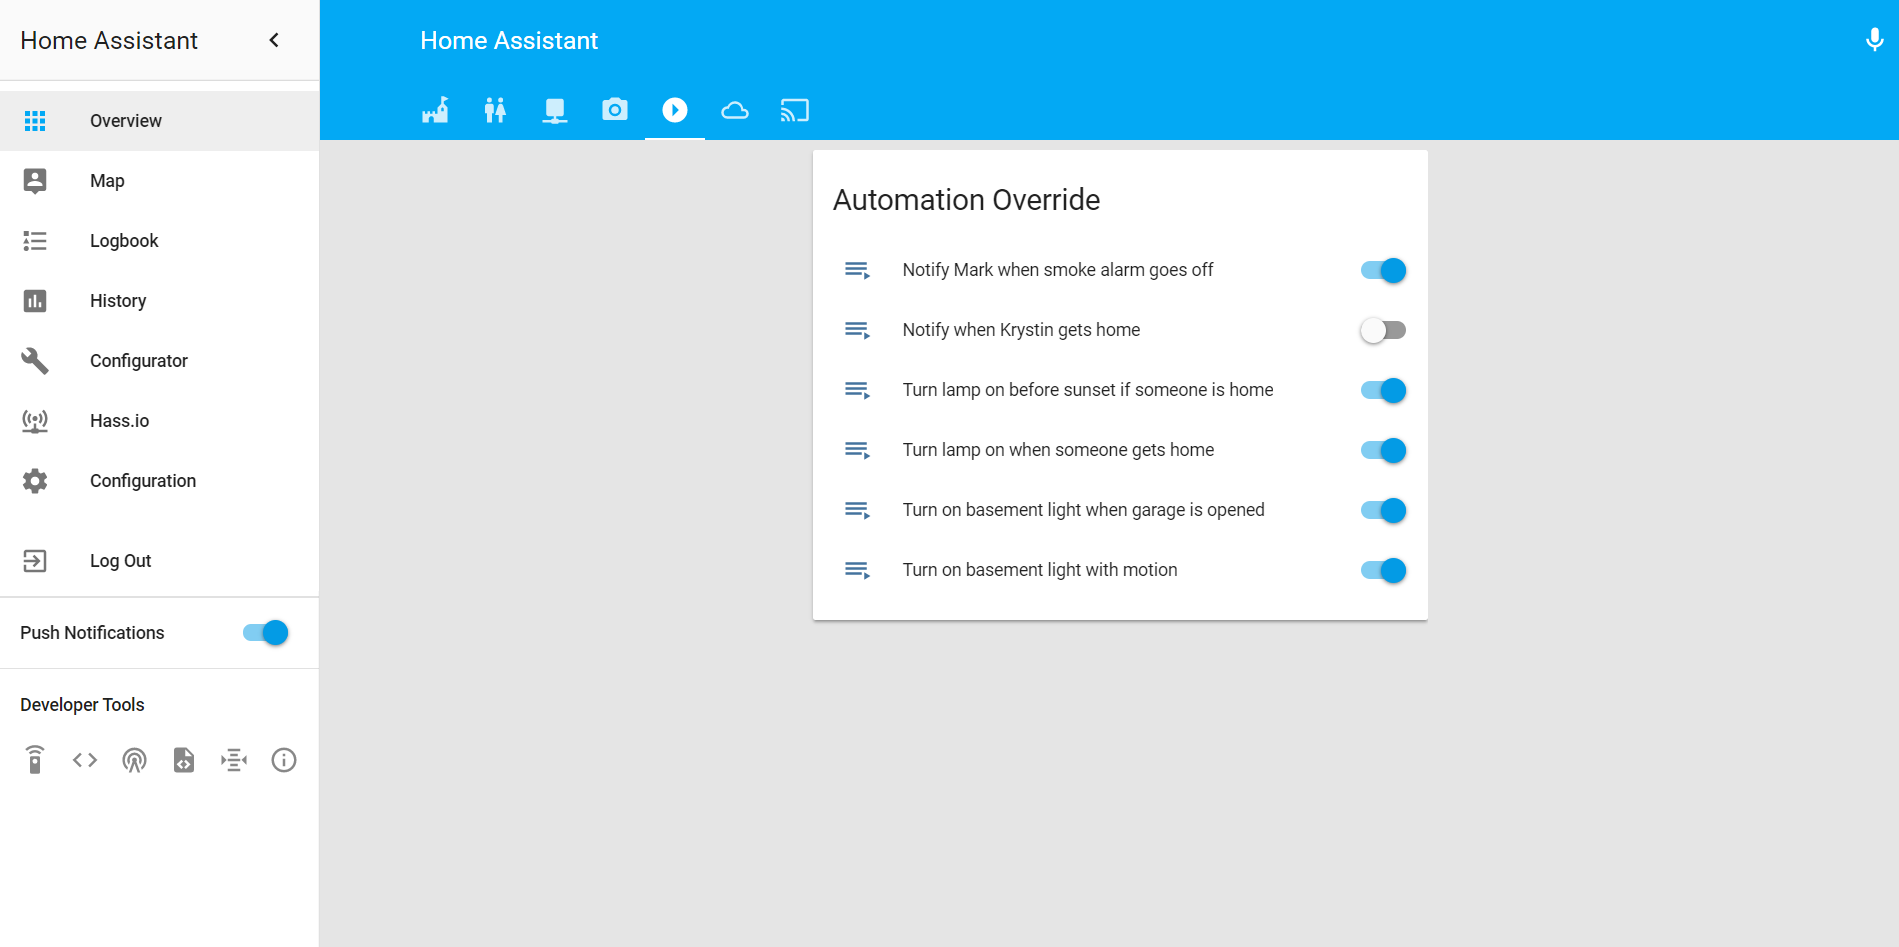 Home Assistant
Overview
Map
Logbook
History
Configurator
Hass.io
Configuration
Log Out
Push Notifications
Developer Tools
Home Assistant
Automation Override
Notify Mark when smoke alarm goes off
Notify when Krystin gets home
Turn lamp on before sunset if someone is home
Turn lamp on when someone gets home
Turn on basement light when garage is opened
Turn on basement light with motion